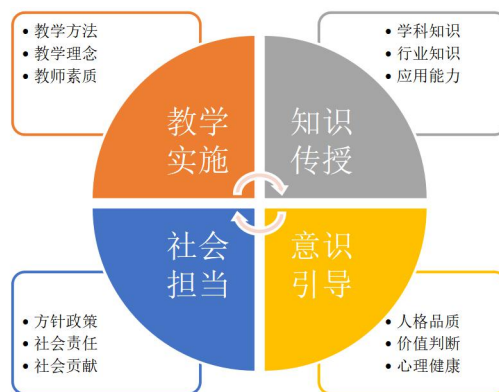 • 教学方法
• 教学理念
• 教师素质
• 学科知识
• 行业知识
• 应用能力
教学
实施
知识
传授
社会
担当
意识
引导
• 方针政策
• 社会责任
• 社会贡献
• 人格品质
• 价值判断
• 心理健康